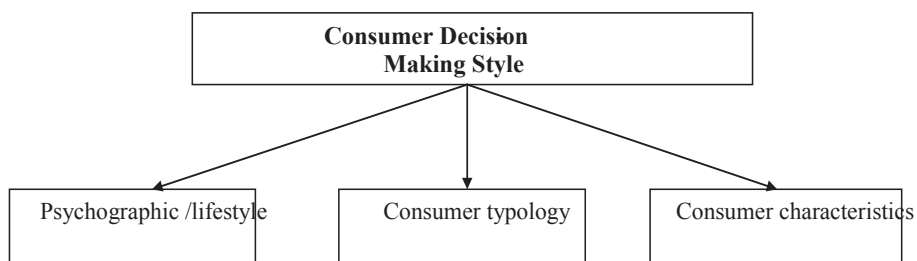 Consumer Decision-
Making Style
Psychographic /lifestyle
Consumer typology
Consumer characteristics